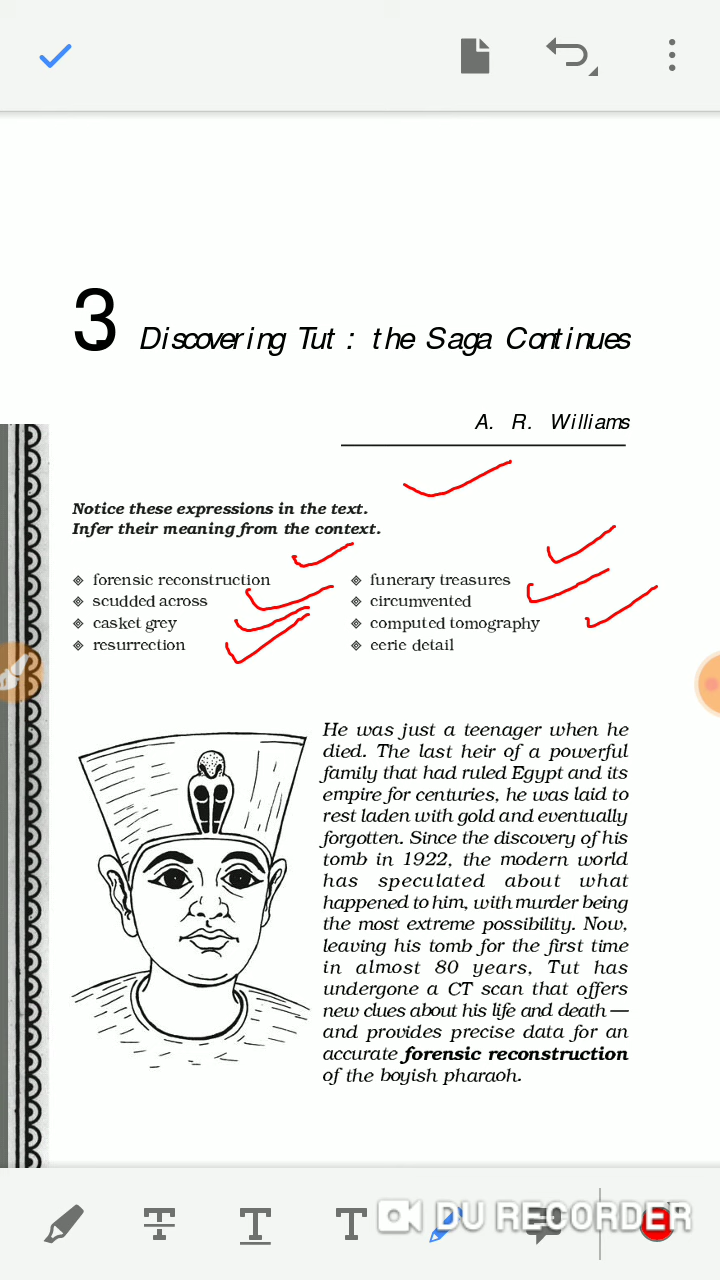 3 Discovering Tut : the Saga Continues
A. R. Williams
Notice these expressions in the text.
Infer their meaning from the context.
forensic reconstruction
scudded across
casket grey
resurrection
funerary treasures
circumvented
computed tomography
eerie detail
He was just a teenager when he
died. The last heir of a powerful
family that had ruled Egypt and its
empire for centuries, he was laid to
rest laden with gold and eventually
forgotten. Since the discovery of his
tomb in 1922, the modern world
has speculated about what
happened to him, with murder being
the most extreme possibility. Now,
leaving his tomb for the first time
in almost 80 years, Tut has
undergone a CT scan that offers
new clues about his life and death —
and provides precise data for an
accurate forensic reconstruction
of the boyish pharaoh.
T T T
DU RECORDER